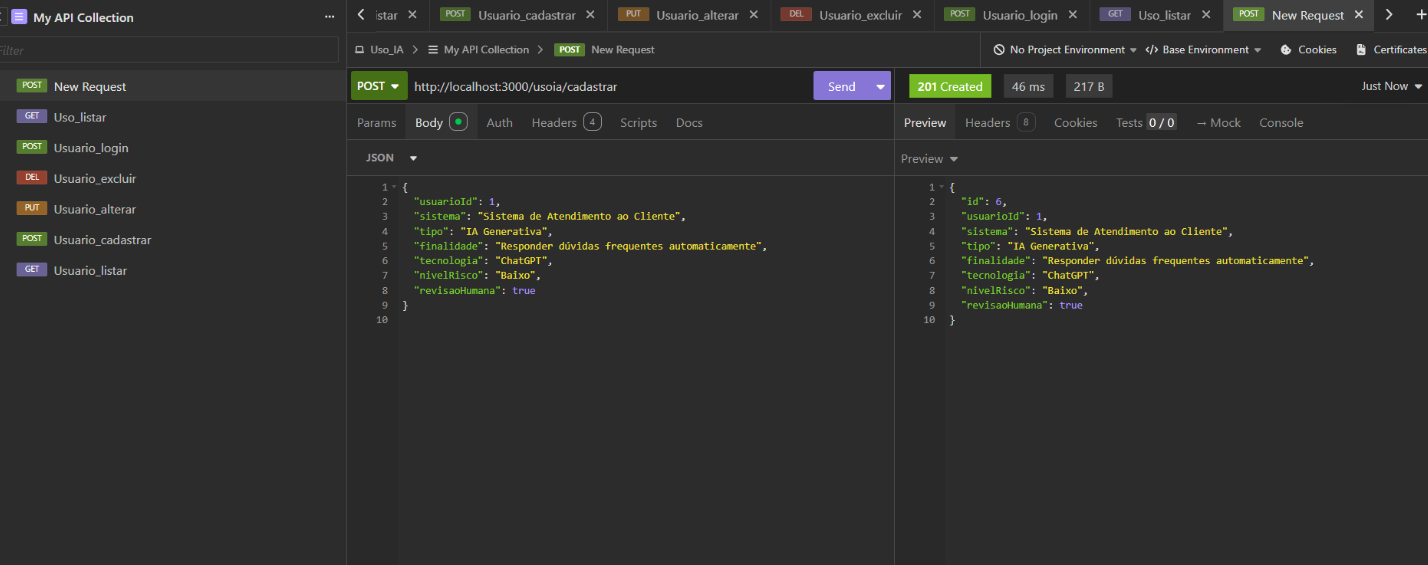 My API Collection
···
Filter
POST New Request
GET Uso_listar
POST Usuario_login
DEL Usuario_excluir
PUT Usuario_alterar
POST Usuario_cadastrar
GET Usuario_listar
istar × POST Usuario_cadastrar × PUT Usuario_alterar × DEL Usuario_excluir × POST Usuario_login × GET Uso_listar × POST New Request × +
Uso_IA > My API Collection > POST New Request
No Project Environment </> Base Environment Cookies Certificates
POST http://localhost:3000/usoia/cadastrar Send
201 Created 46 ms 217 B Just Now
Params Body Auth Headers 4 Scripts Docs
Preview Headers 8 Cookies Tests 0 / 0 → Mock Console
JSON
Preview
1 {
2 "usuarioId": 1,
3 "sistema": "Sistema de Atendimento ao Cliente",
4 "tipo": "IA Generativa",
5 "finalidade": "Responder dúvidas frequentes automaticamente",
6 "tecnologia": "ChatGPT",
7 "nivelRisco": "Baixo",
8 "revisaoHumana": true
9 }
10
1 {
2 "id": 6,
3 "usuarioId": 1,
4 "sistema": "Sistema de Atendimento ao Cliente",
5 "tipo": "IA Generativa",
6 "finalidade": "Responder dúvidas frequentes automaticamente",
7 "tecnologia": "ChatGPT",
8 "nivelRisco": "Baixo",
9 "revisaoHumana": true
10 }